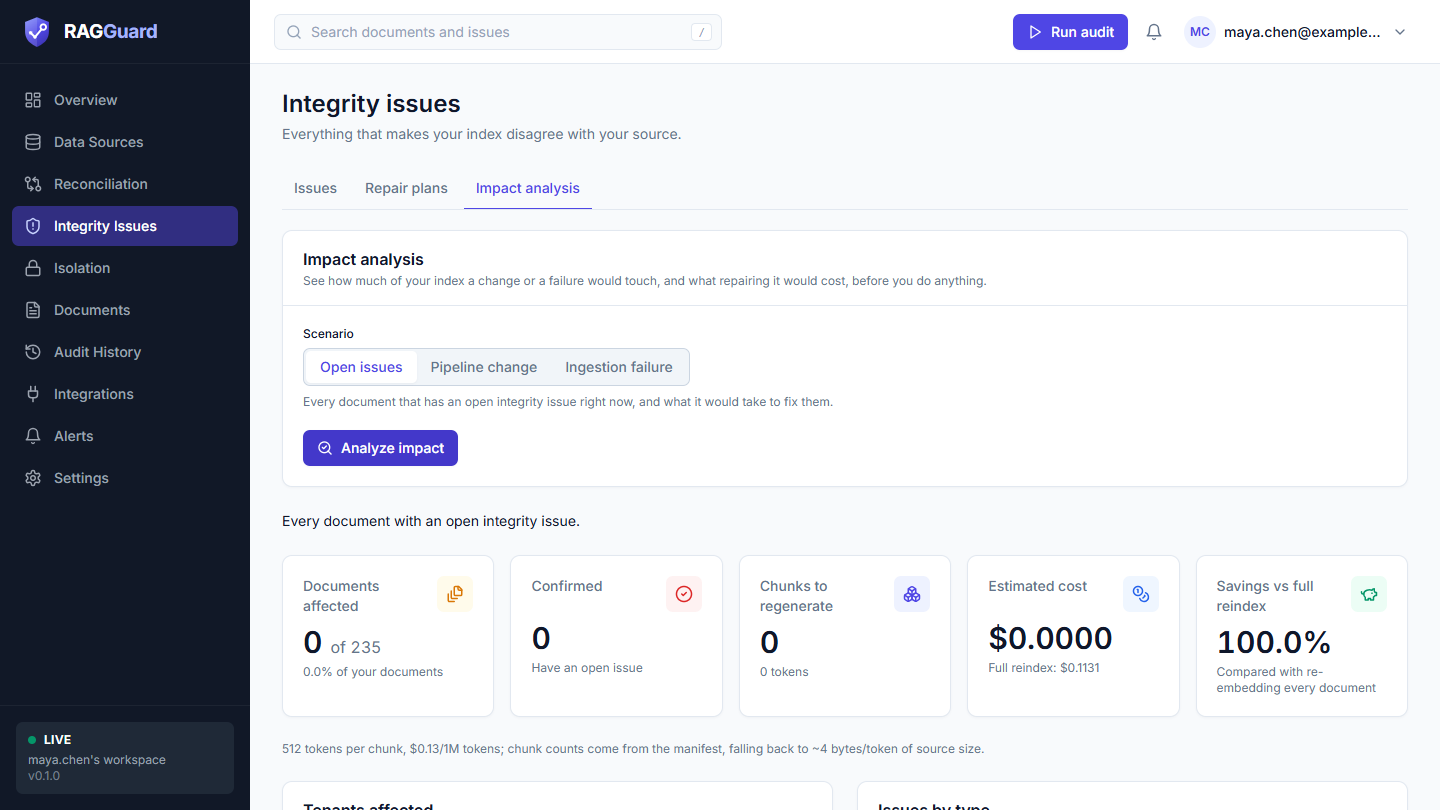 RAGGuard
Search documents and issues
/
Run audit
MC
maya.chen@example...
Overview
Data Sources
Reconciliation
Integrity Issues
Isolation
Documents
Audit History
Integrations
Alerts
Settings
LIVE
maya.chen's workspace
v0.1.0
Integrity issues
Everything that makes your index disagree with your source.
Issues
Repair plans
Impact analysis
Impact analysis
See how much of your index a change or a failure would touch, and what repairing it would cost, before you do anything.
Scenario
Open issues
Pipeline change
Ingestion failure
Every document that has an open integrity issue right now, and what it would take to fix them.
Analyze impact
Every document with an open integrity issue.
Documents
affected
0 of 235
0.0% of your documents
Confirmed
0
Have an open issue
Chunks to
regenerate
0
0 tokens
Estimated cost
$0.0000
Full reindex: $0.1131
Savings vs full
reindex
100.0%
Compared with re-
embedding every document
512 tokens per chunk, $0.13/1M tokens; chunk counts come from the manifest, falling back to ~4 bytes/token of source size.
Tenants affected
Issues by type